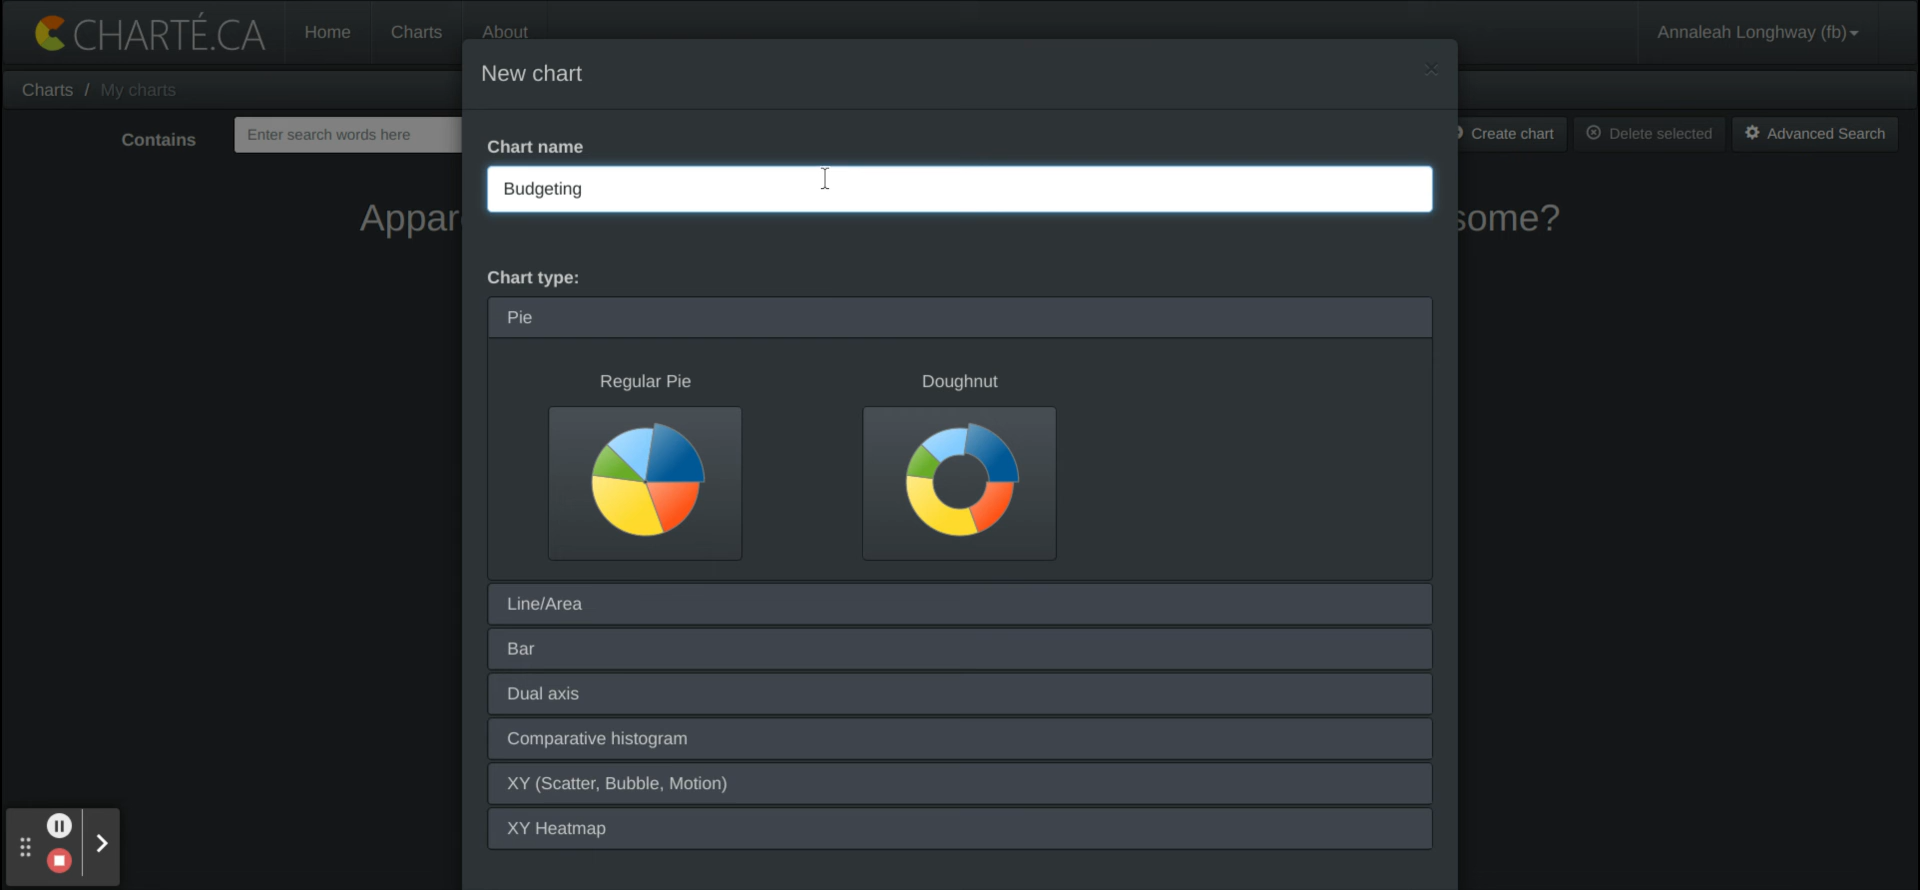 CHARTÉ.CA
Home
Charts
About
Annaleah Longhway (fb)
Charts / My charts
Contains
Enter search words here
Create chart
Delete selected
Advanced Search
New chart
×
Chart name
Budgeting
Chart type:
Pie
Regular Pie
Doughnut
Line/Area
Bar
Dual axis
Comparative histogram
XY (Scatter, Bubble, Motion)
XY Heatmap